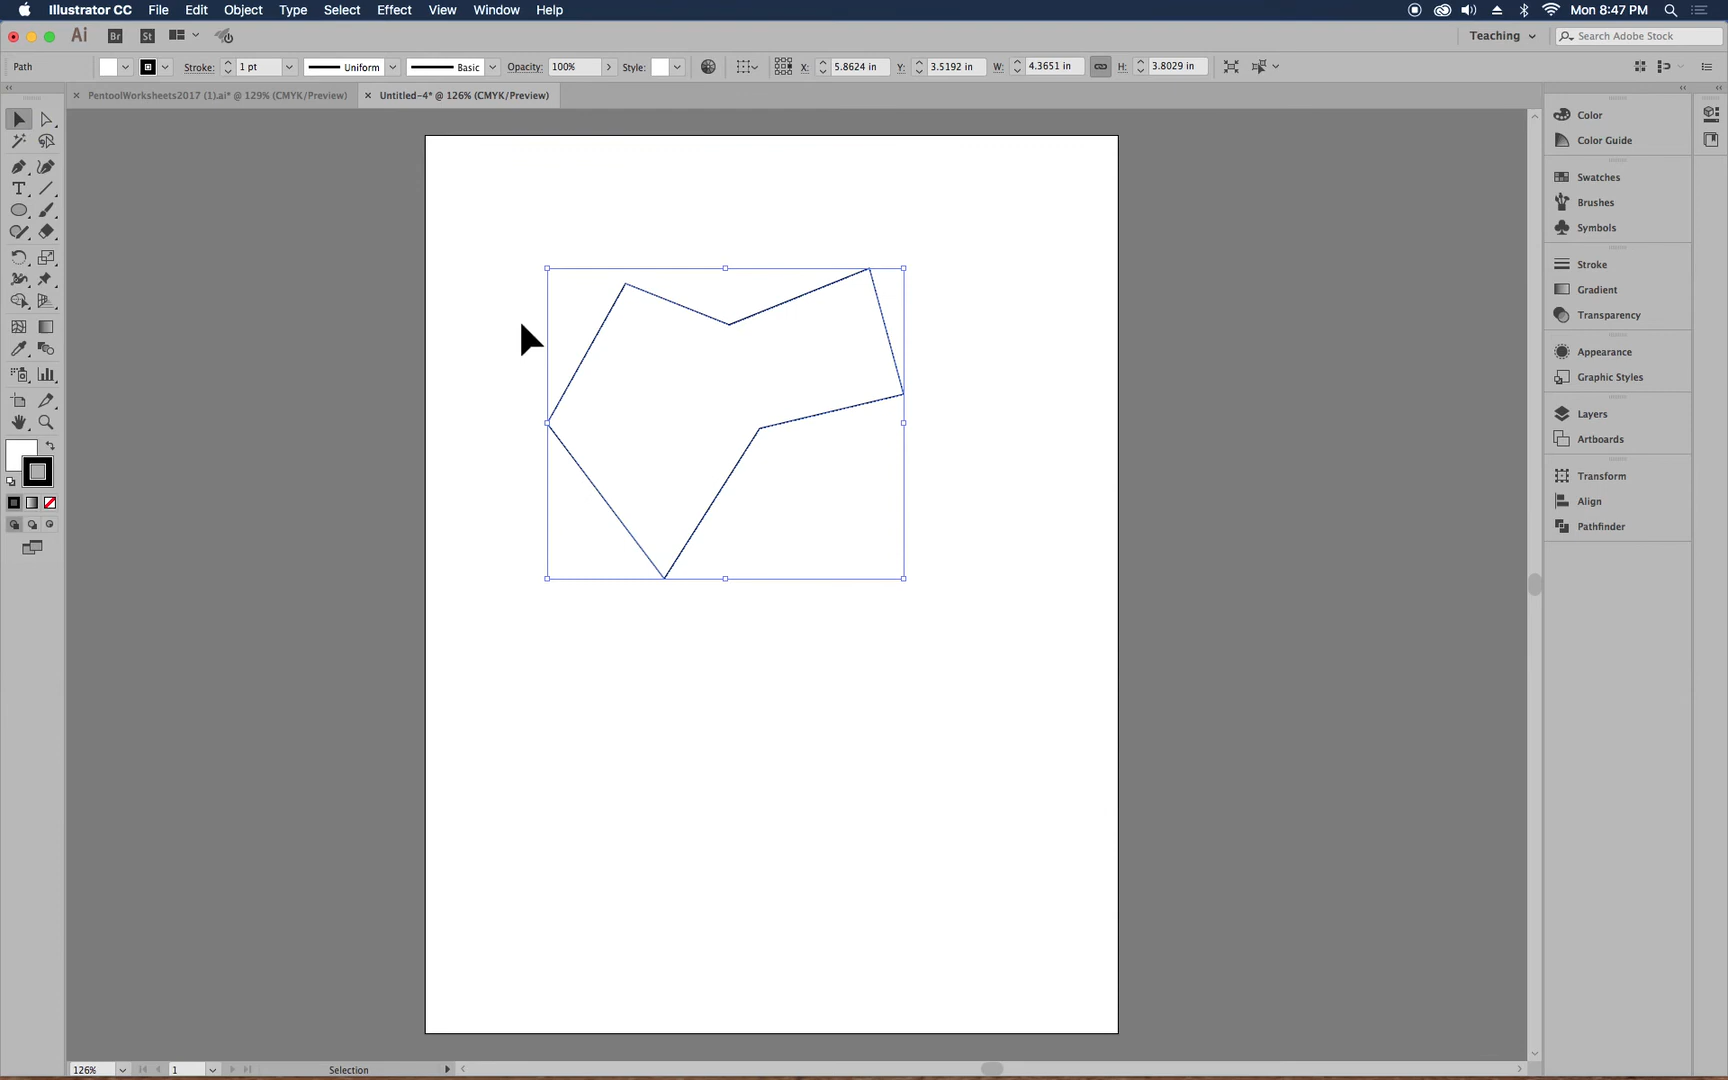 Illustrator CC File Edit Object Type Select Effect View Window Help Mon 8:47 PM
Ai Br St Teaching Search Adobe Stock
Path Stroke: 1 pt Uniform Basic Opacity: 100% Style: X: 5.8624 in Y: 3.5192 in W: 4.3651 in H: 3.8029 in
PentoolWorksheets2017 (1).ai* @ 129% (CMYK/Preview) Untitled-4* @ 126% (CMYK/Preview)
Color
Color Guide
Swatches
Brushes
Symbols
Stroke
Gradient
Transparency
Appearance
Graphic Styles
Layers
Artboards
Transform
Align
Pathfinder
126% 1 Selection